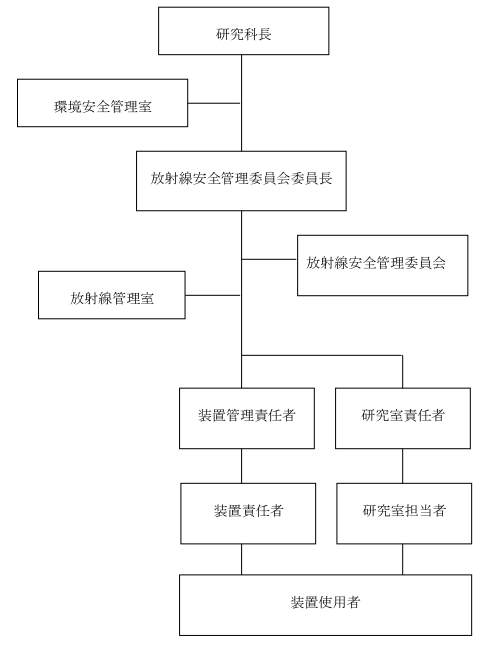 研究科長
環境安全管理室
放射線安全管理委員会委員長
放射線安全管理委員会
放射線管理室
装置管理責任者
研究室責任者
装置責任者
研究室担当者
装置使用者